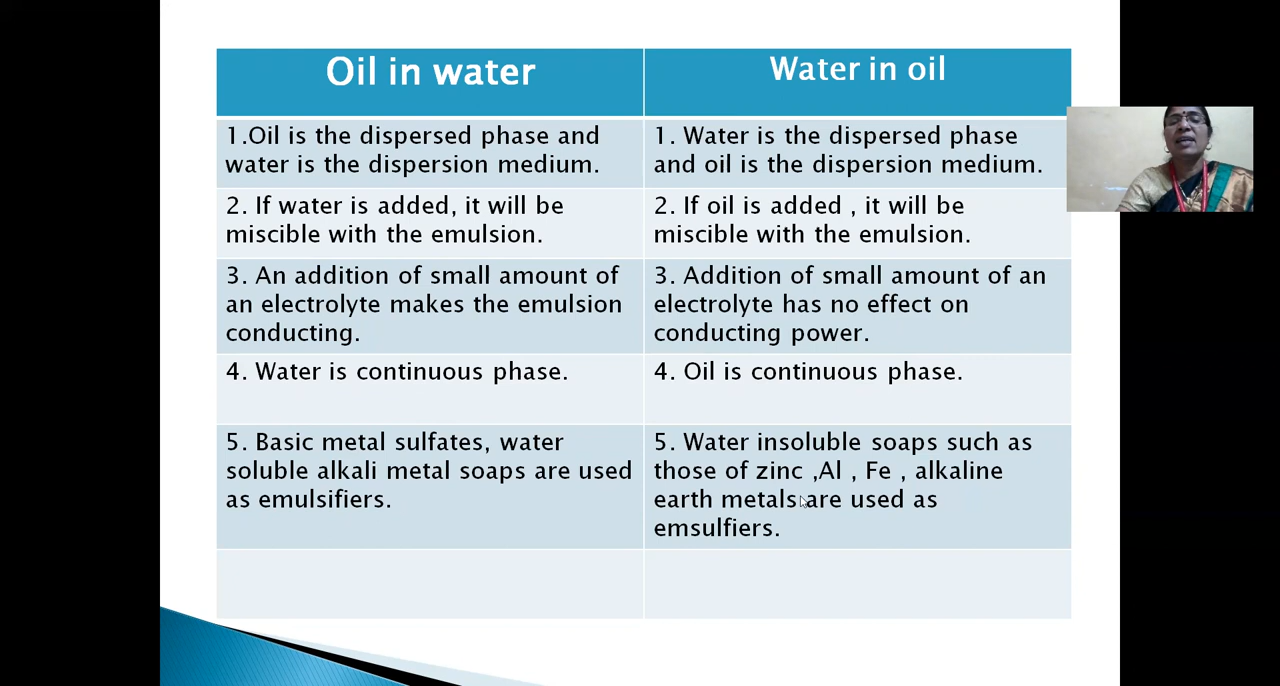 Oil in water
Water in oil
1.Oil is the dispersed phase and
water is the dispersion medium.
1. Water is the dispersed phase
and oil is the dispersion medium.
2. If water is added, it will be
miscible with the emulsion.
2. If oil is added , it will be
miscible with the emulsion.
3. An addition of small amount of
an electrolyte makes the emulsion
conducting.
3. Addition of small amount of an
electrolyte has no effect on
conducting power.
4. Water is continuous phase.
4. Oil is continuous phase.
5. Basic metal sulfates, water
soluble alkali metal soaps are used
as emulsifiers.
5. Water insoluble soaps such as
those of zinc ,Al , Fe , alkaline
earth metals are used as
emsulfiers.